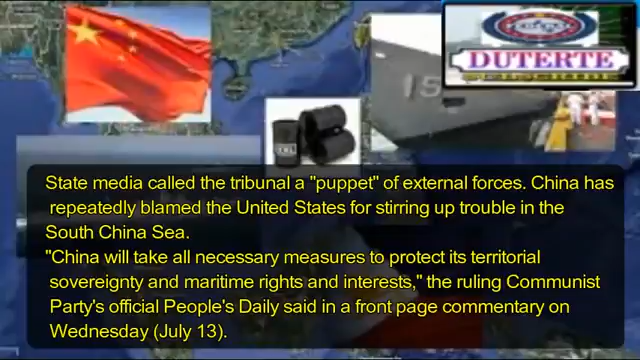 DUTERTE
SUBSCRIBE
15
State media called the tribunal a "puppet" of external forces. China has
repeatedly blamed the United States for stirring up trouble in the
South China Sea.
"China will take all necessary measures to protect its territorial
sovereignty and maritime rights and interests," the ruling Communist
Party's official People's Daily said in a front page commentary on
Wednesday (July 13).